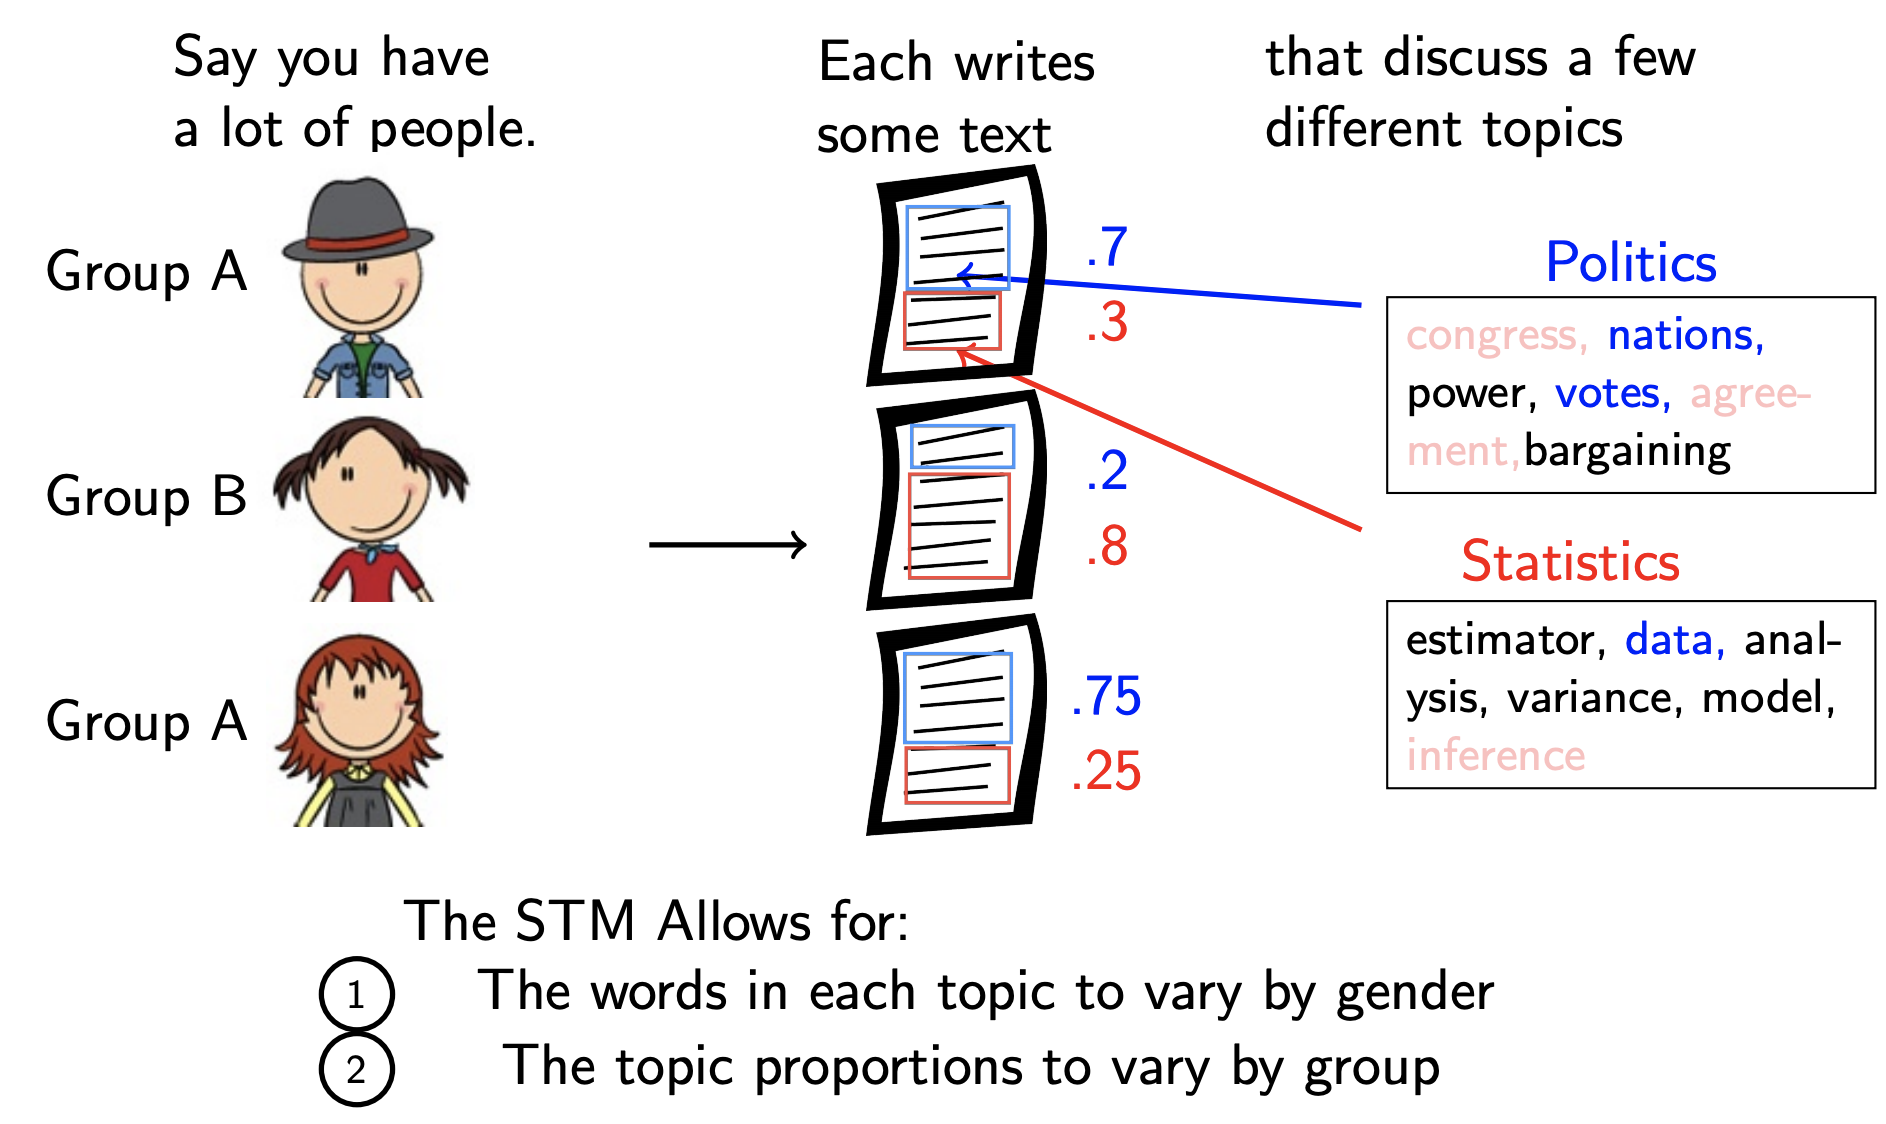 Say you have
a lot of people.
Each writes
some text
that discuss a few
different topics
Group A
Group B
Group A
.7
.3
.2
.8
.75
.25
Politics
congress, nations,
power, votes, agree-
ment,bargaining
Statistics
estimator, data, anal-
ysis, variance, model,
inference
The STM Allows for:
1 The words in each topic to vary by gender
2 The topic proportions to vary by group